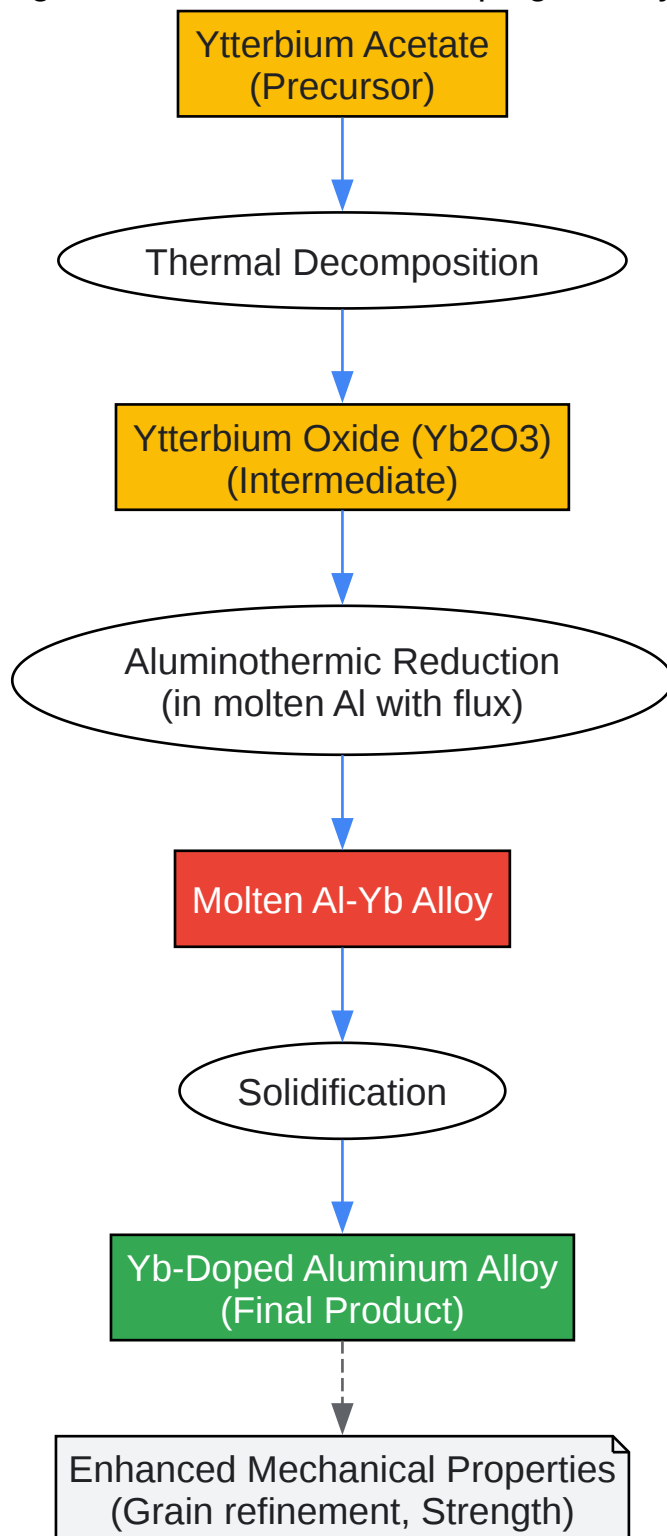 Ytterbium Acetate
(Precursor)
Thermal Decomposition
Ytterbium Oxide (Yb2O3)
(Intermediate)
Aluminothermic Reduction
(in molten Al with flux)
Molten Al-Yb Alloy
Solidification
Yb-Doped Aluminum Alloy
(Final Product)
Enhanced Mechanical Properties
(Grain refinement, Strength)